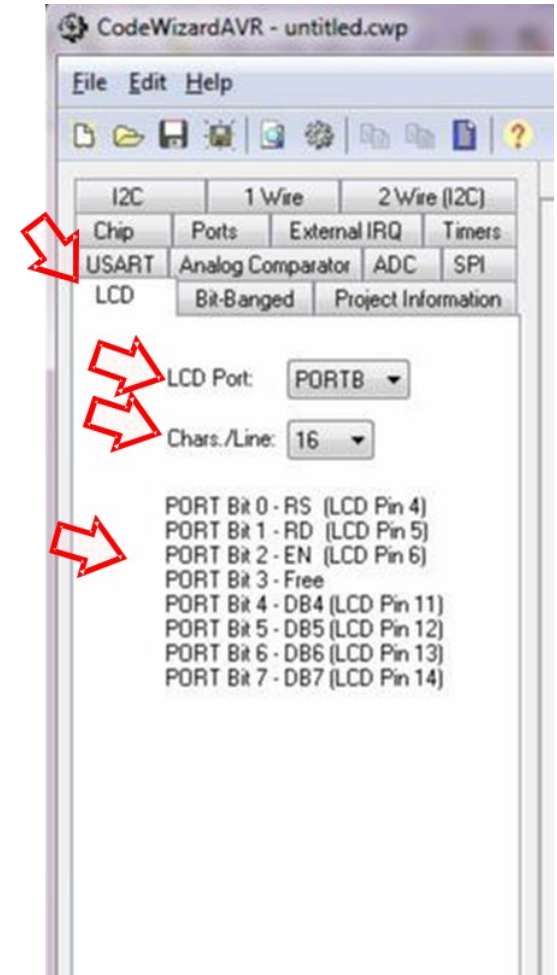 CodeWizardAVR - untitled.cwp
File Edit Help
I2C 1 Wire 2 Wire (I2C)
Chip Ports External IRQ Timers
USART Analog Comparator ADC SPI
LCD Bit-Banged Project Information
LCD Port: PORTB
Chars./Line: 16
PORT Bit 0 - RS (LCD Pin 4)
PORT Bit 1 - RD (LCD Pin 5)
PORT Bit 2 - EN (LCD Pin 6)
PORT Bit 3 - Free
PORT Bit 4 - DB4 (LCD Pin 11)
PORT Bit 5 - DB5 (LCD Pin 12)
PORT Bit 6 - DB6 (LCD Pin 13)
PORT Bit 7 - DB7 (LCD Pin 14)